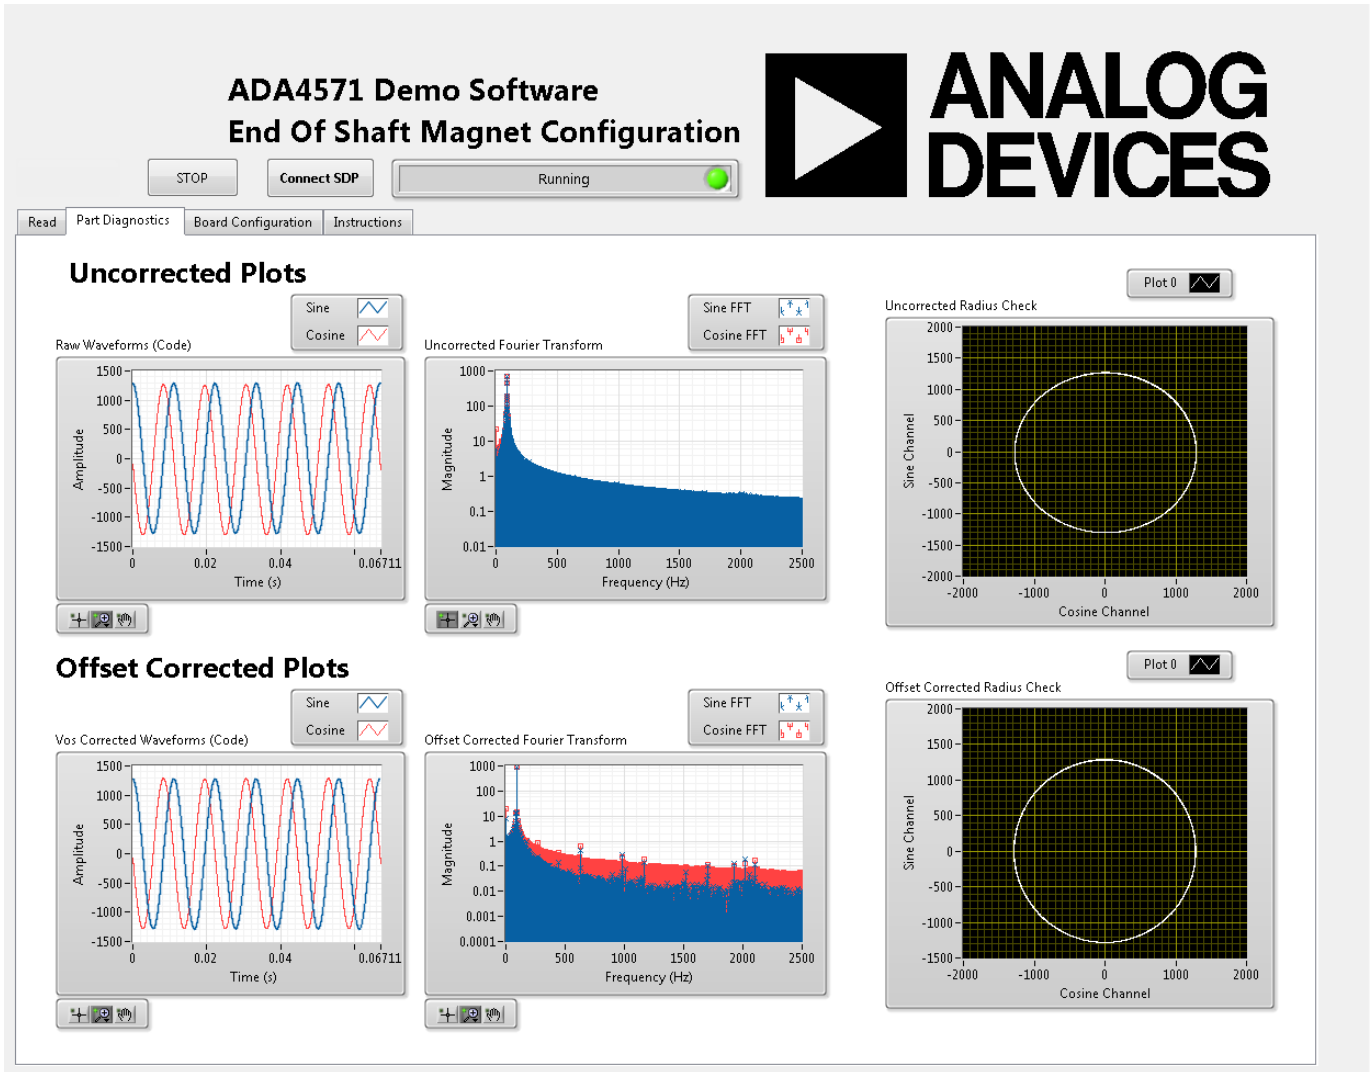 ADA4571 Demo Software
End Of Shaft Magnet Configuration
ANALOG
DEVICES
STOP
Connect SDP
Running
Read
Part Diagnostics
Board Configuration
Instructions
Uncorrected Plots
Sine
Cosine
Raw Waveforms (Code)
1500
1000
500
0
-500
-1000
-1500
Amplitude
0
0.02
0.04
0.06711
Time (s)
Sine FFT
Cosine FFT
Uncorrected Fourier Transform
1000
100
10
1
0.1
0.01
Magnitude
0
500
1000
1500
2000
2500
Frequency (Hz)
Plot 0
Uncorrected Radius Check
2000
1500
1000
500
0
-500
-1000
-1500
-2000
Sine Channel
-2000
-1000
0
1000
2000
Cosine Channel
Offset Corrected Plots
Sine
Cosine
Vos Corrected Waveforms (Code)
1500
1000
500
0
-500
-1000
-1500
Amplitude
0
0.02
0.04
0.06711
Time (s)
Sine FFT
Cosine FFT
Offset Corrected Fourier Transform
1000
100
10
1
0.1
0.01
0.001
0.0001
Magnitude
0
500
1000
1500
2000
2500
Frequency (Hz)
Plot 0
Offset Corrected Radius Check
2000
1500
1000
500
0
-500
-1000
-1500
Sine Channel
-2000
-1000
0
1000
2000
Cosine Channel